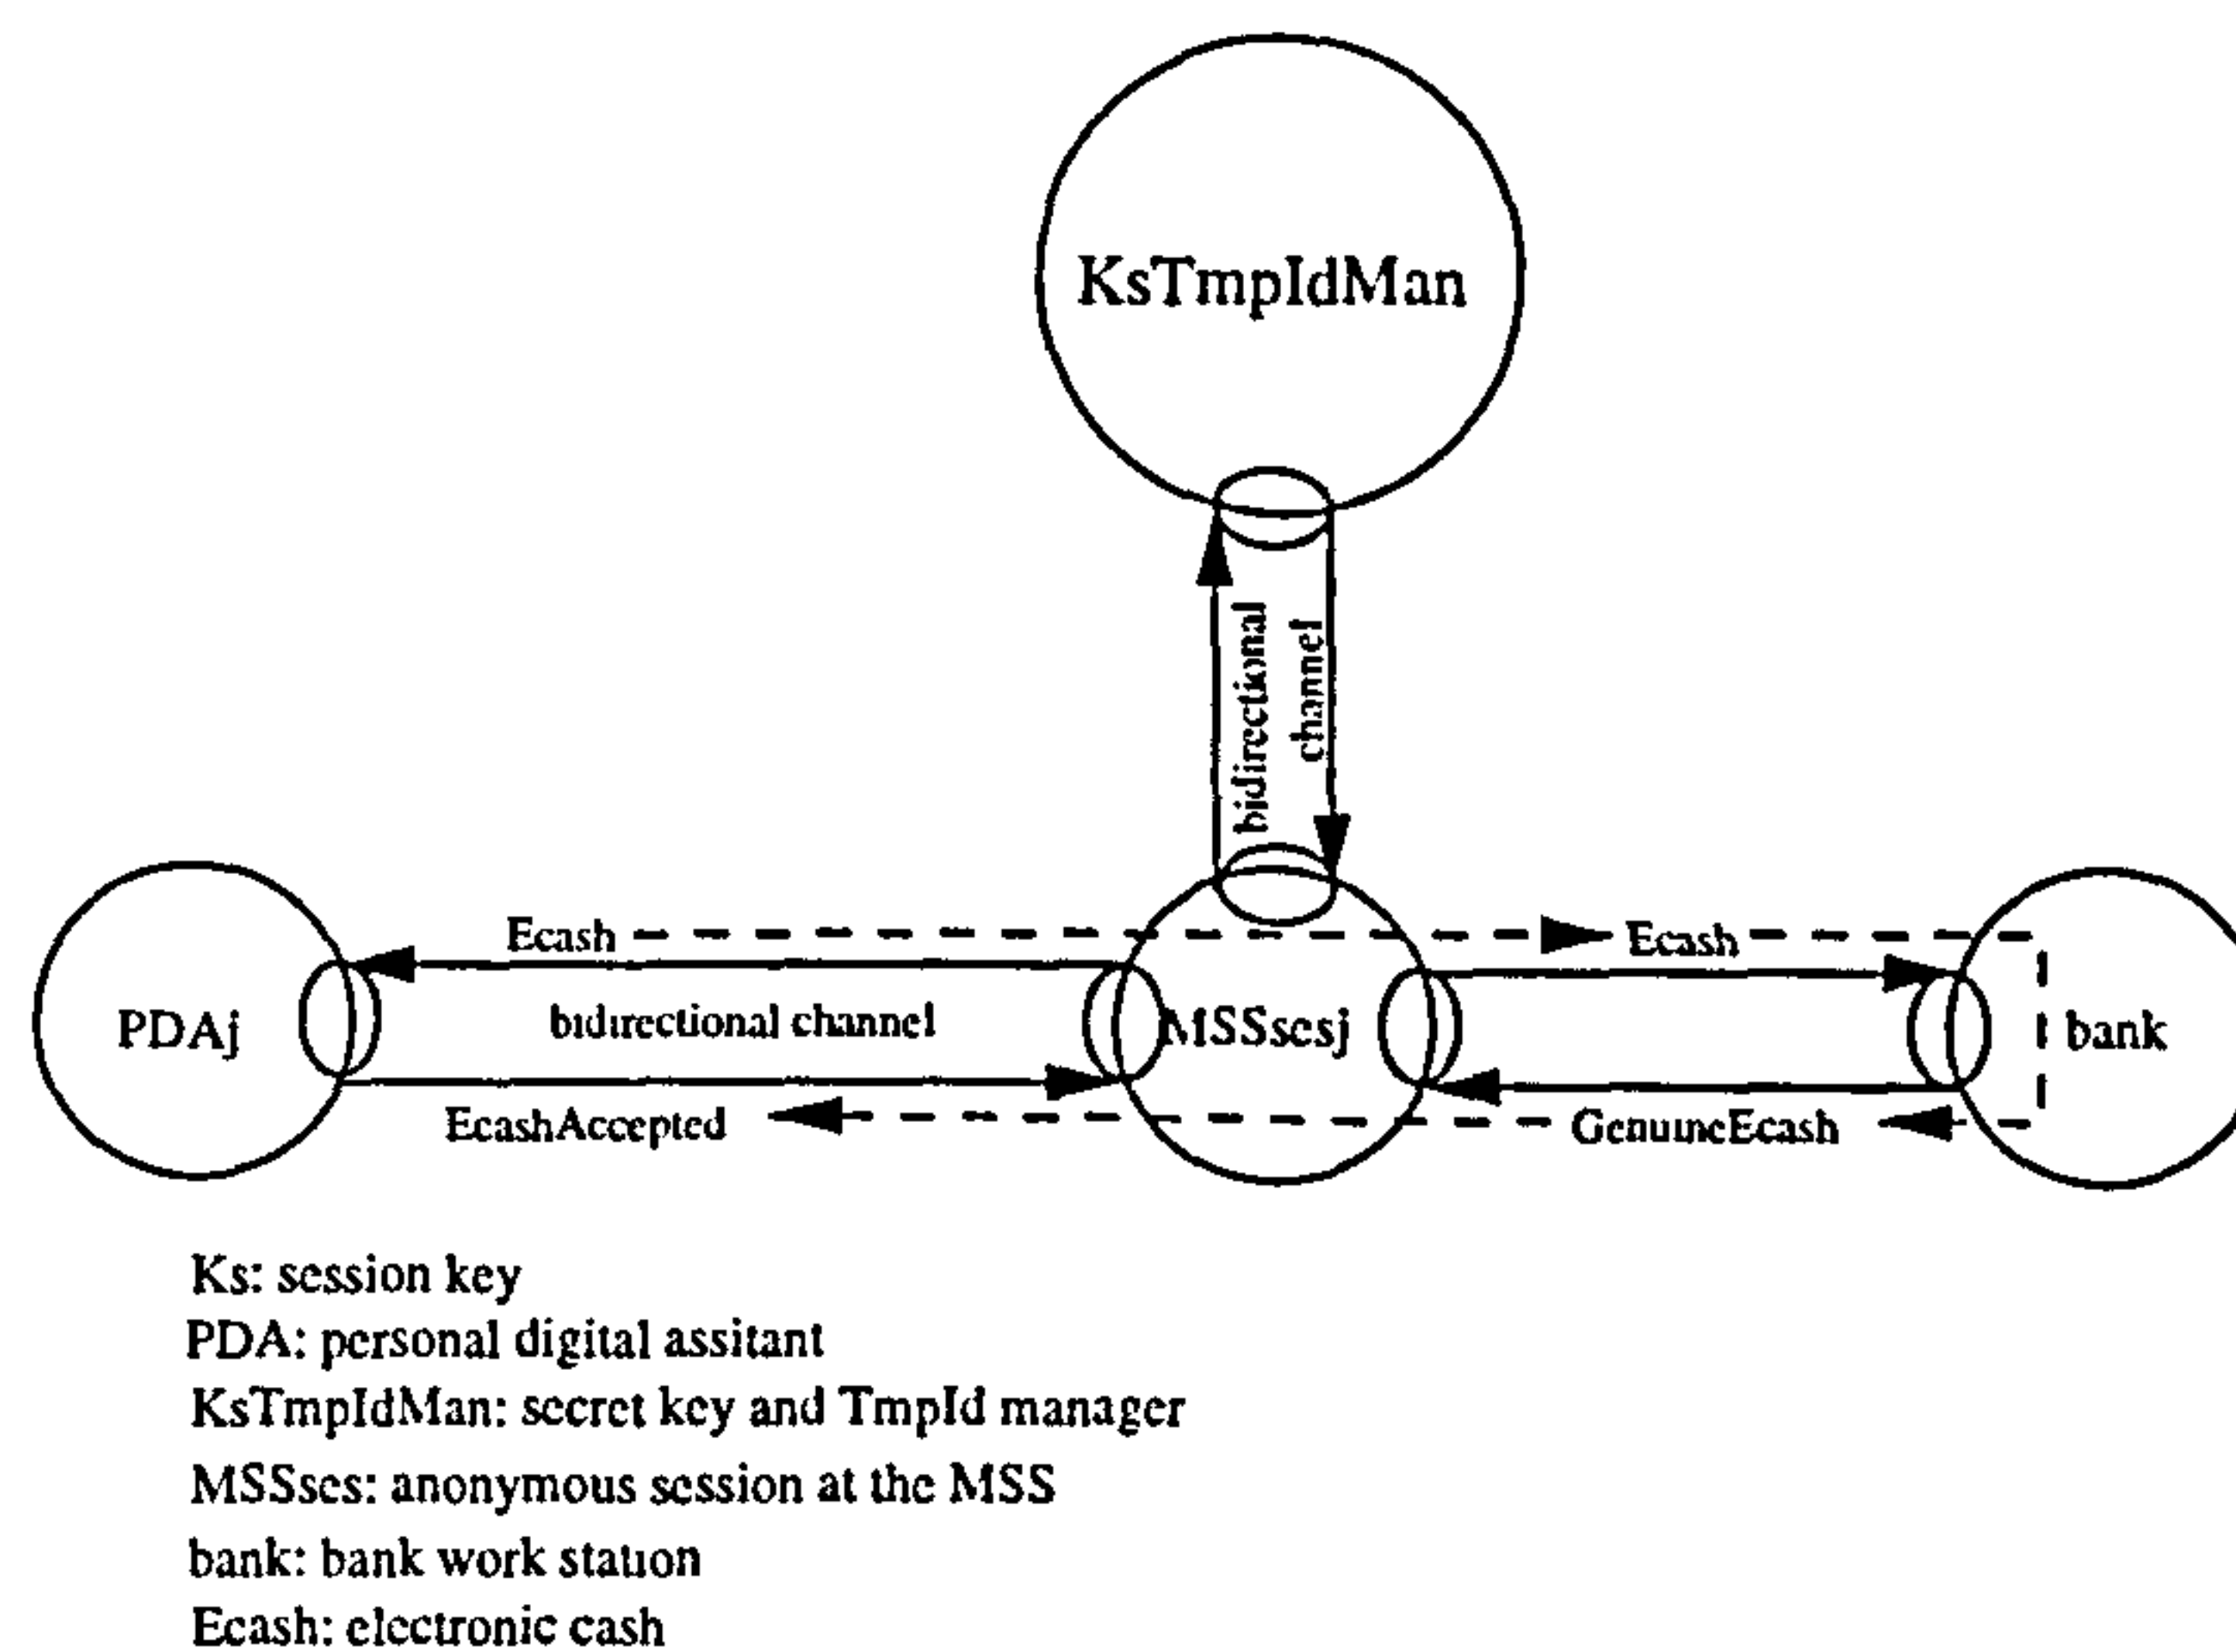 KsTmpIdMan
bidirectional
channel
Ecash
Ecash
PDAj
bidirectional channel
MSSsesj
bank
EcashAccepted
GenuineEcash
Ks: session key
PDA: personal digital assitant
KsTmpIdMan: secret key and TmpId manager
MSSses: anonymous session at the MSS
bank: bank work station
Ecash: electronic cash